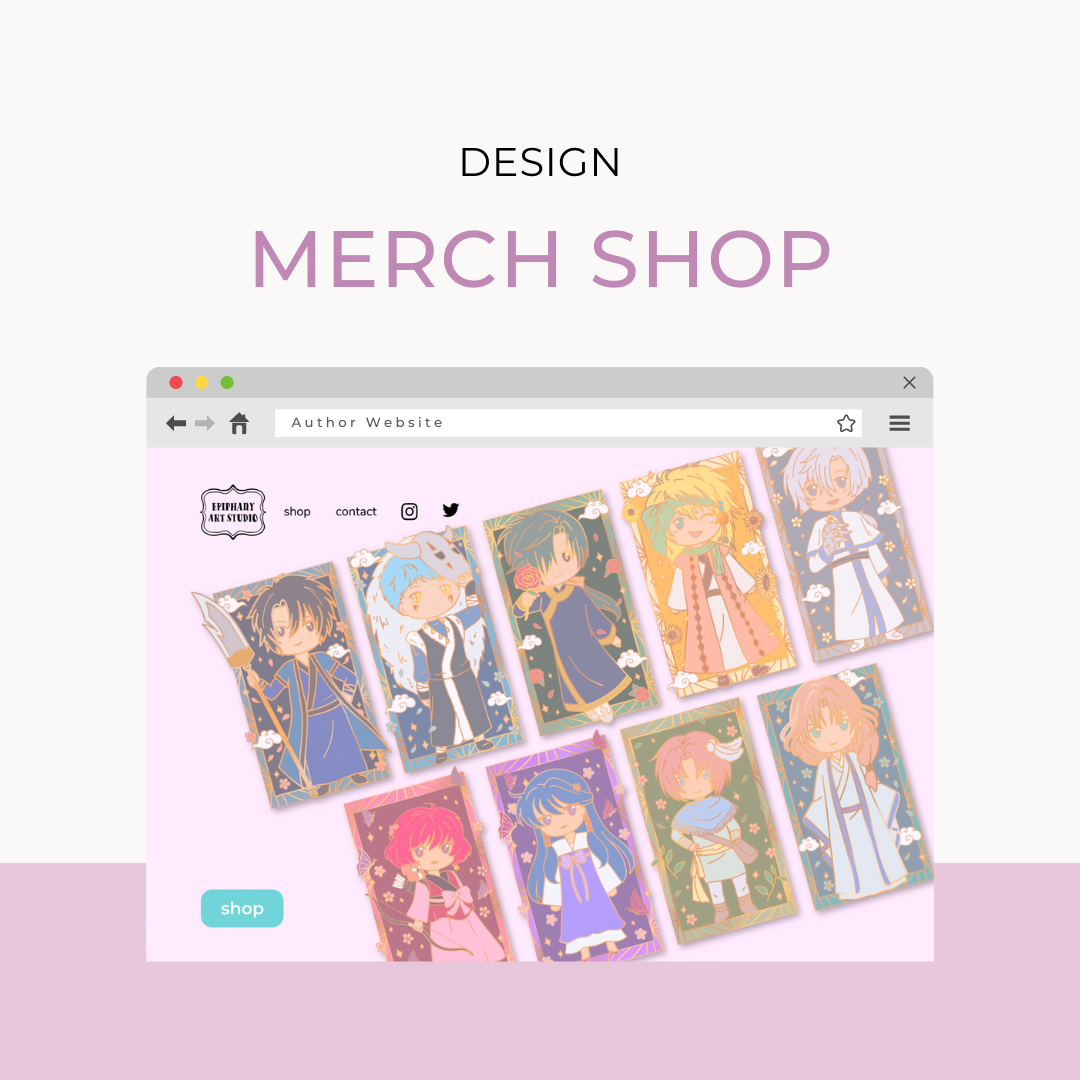 DESIGN
MERCH SHOP
Author Website
EPIPHANY
ART STUDIO
shop contact
shop